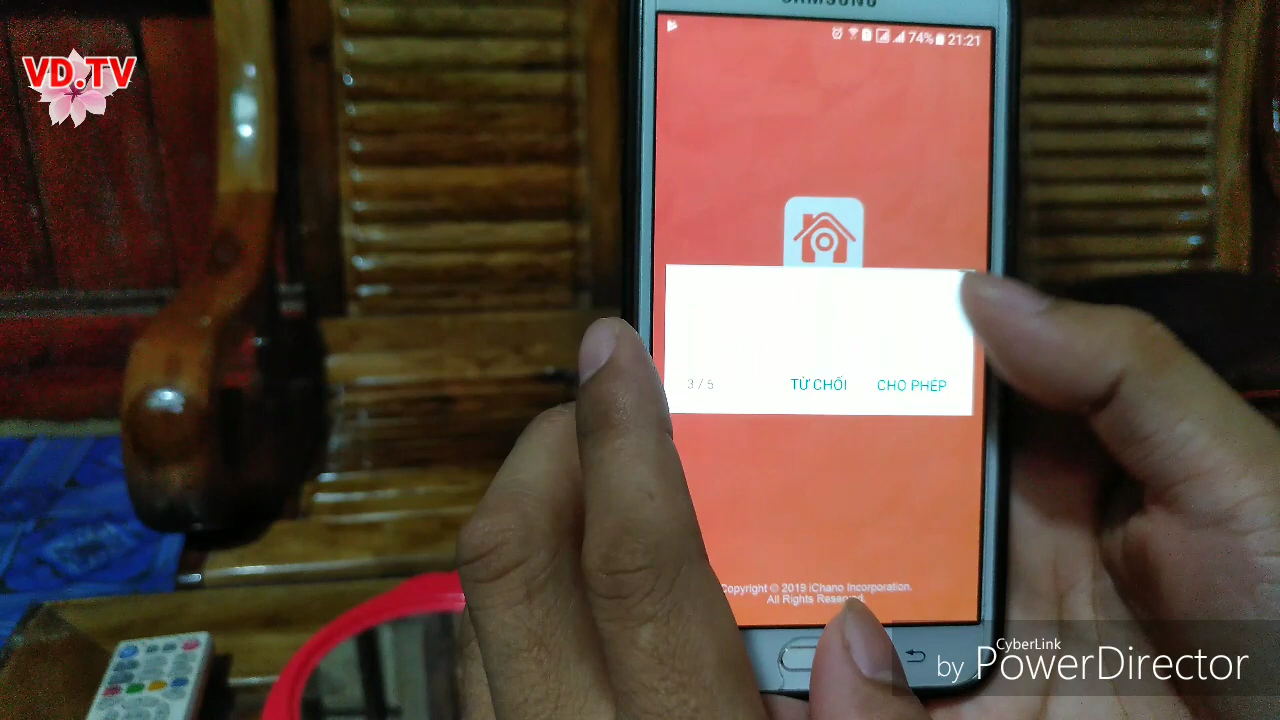 VD.TV
SAMSUNG
74% 21:21
3 / 5 TỪ CHỐI CHO PHÉP
Copyright © 2019 iChano Incorporation.
All Rights Reserved.
CyberLink
by PowerDirector